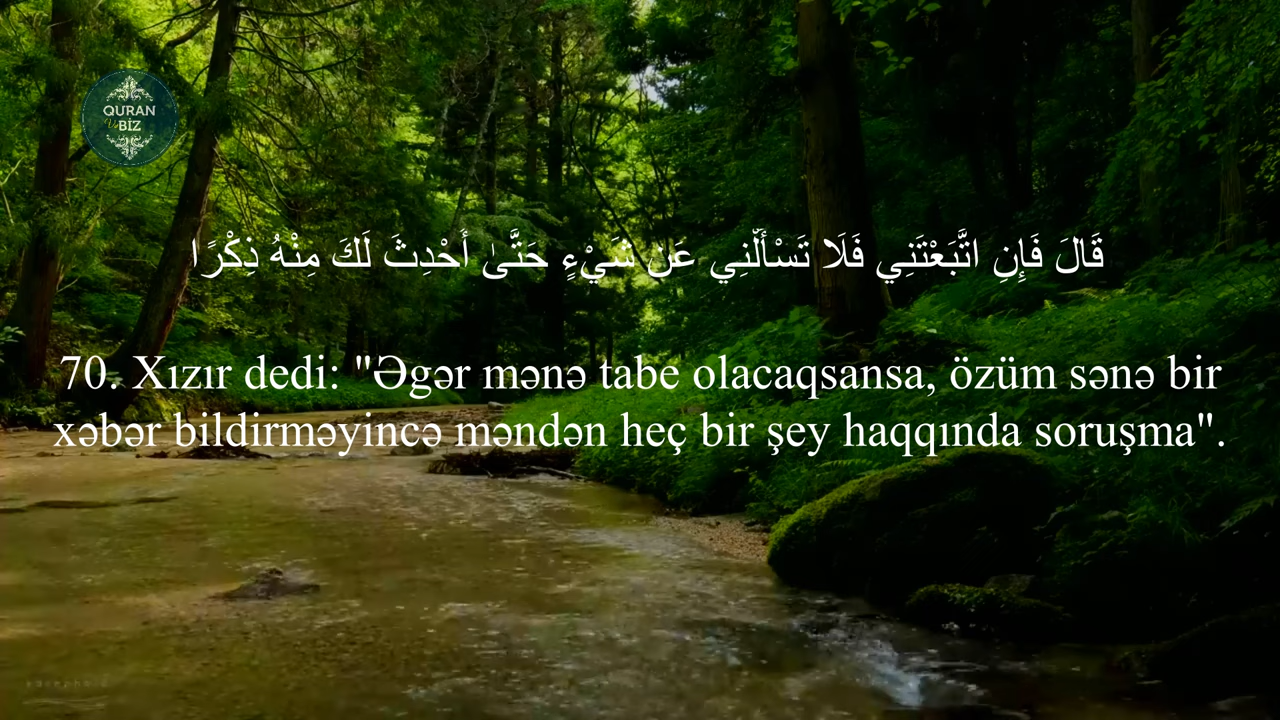 QURAN
Və
BİZ
قَالَ فَإِنِ اتَّبَعْتَنِي فَلَا تَسْأَلْنِي عَنْ شَيْءٍ حَتَّىٰ أُحْدِثَ لَكَ مِنْهُ ذِكْرًا
70. Xızır dedi: "Əgər mənə tabe olacaqsansa, özüm sənə bir
xəbər bildirməyincə məndən heç bir şey haqqında soruşma".